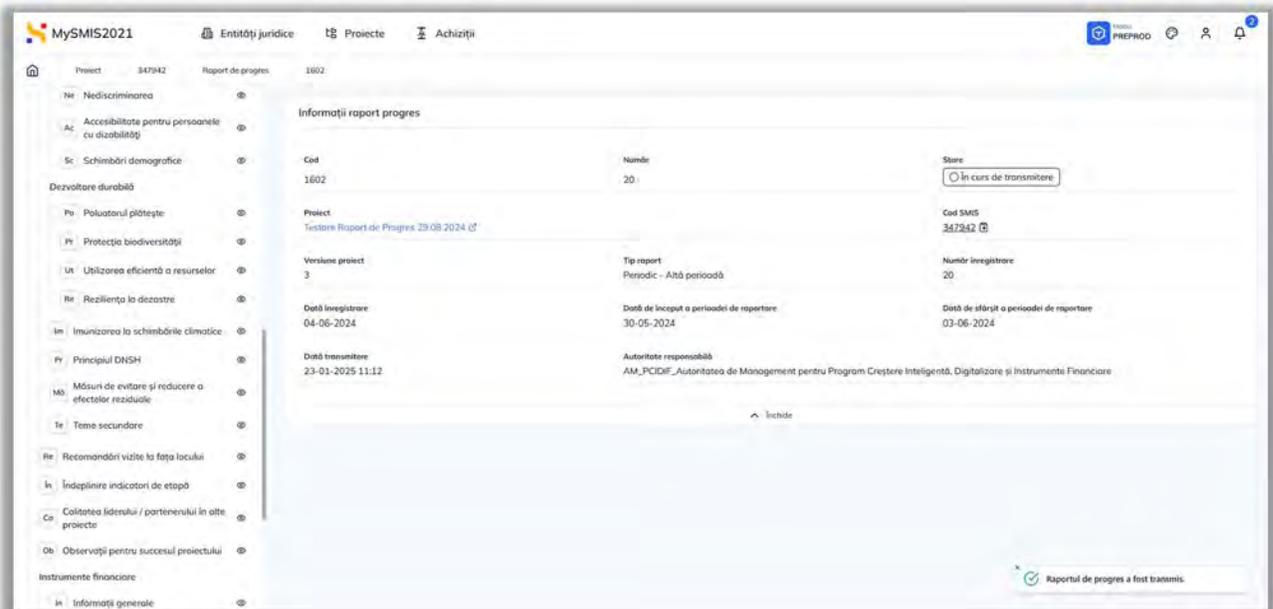 MySMIS2021
Entități juridice
Proiecte
Achiziții
PREPROD
2
Proiect 347942 Raport de progres 1602
Ne Nediscriminarea
Ac Accesibilitate pentru persoanele
cu dizabilități
Sc Schimbări demografice
Dezvoltare durabilă
Po Poluatorul plătește
Pr Protecția biodiversității
Ut Utilizarea eficientă a resurselor
Re Reziliența la dezastre
Im Imunizarea la schimbările climatice
Pr Principiul DNSH
Mă Măsuri de evitare și reducere a
efectelor reziduale
Te Teme secundare
Re Recomandări vizite la fața locului
În Îndeplinire indicatori de etapă
Ca Calitatea liderului / partenerului în alte
proiecte
Ob Observații pentru succesul proiectului
Instrumente financiare
In Informații generale
Informații raport progres
Cod Număr Stare
1602 20 În curs de transmitere
Proiect Cod SMIS
Testare Raport de Progres 29.08.2024 347942
Versiune proiect Tip raport Număr înregistrare
3 Periodic - Altă perioadă 20
Dată înregistrare Dată de început a perioadei de raportare Dată de sfârșit a perioadei de raportare
04-06-2024 30-05-2024 03-06-2024
Dată transmitere Autoritate responsabilă
23-01-2025 11:12 AM_PCIDIF_Autoritatea de Management pentru Program Creștere Inteligentă, Digitalizare și Instrumente Financiare
Închide
Raportul de progres a fost transmis.